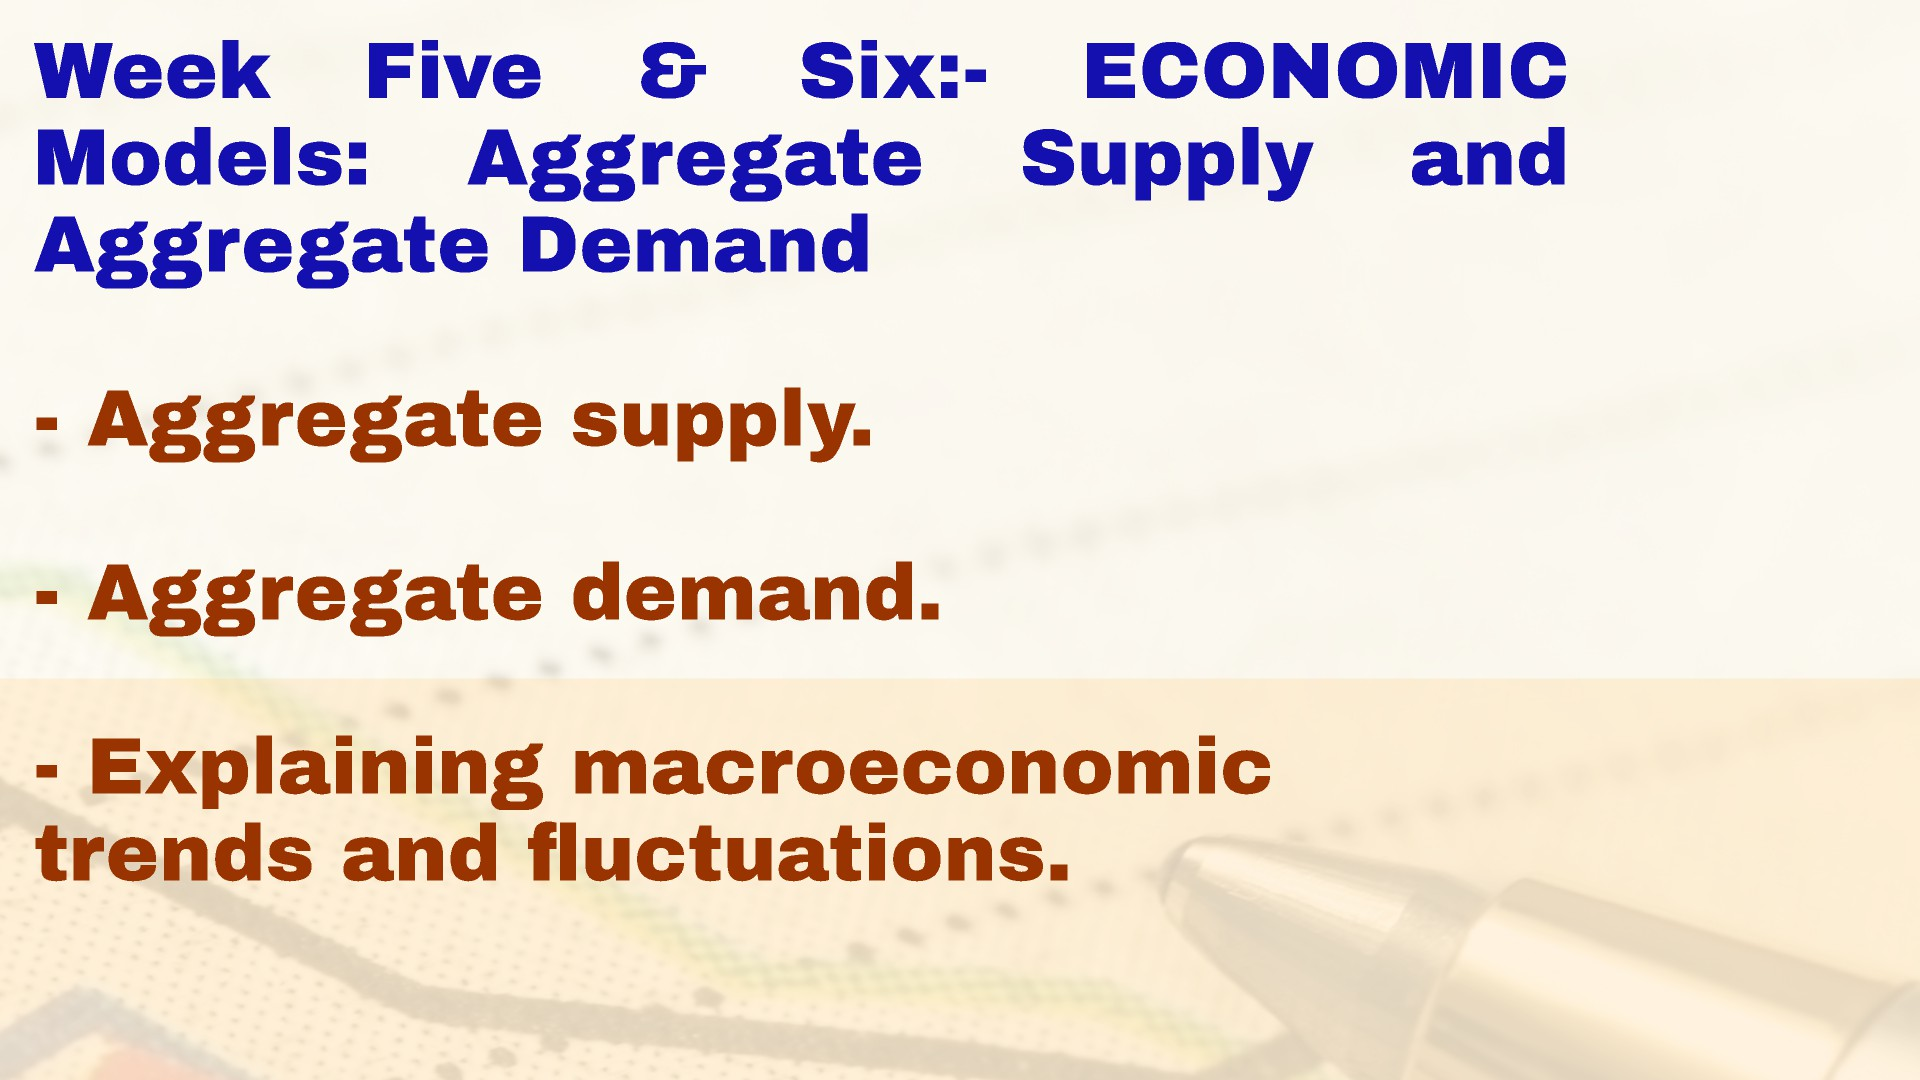 Week Five & Six:- ECONOMIC
Models: Aggregate Supply and
Aggregate Demand
- Aggregate supply.
- Aggregate demand.
- Explaining macroeconomic
trends and fluctuations.